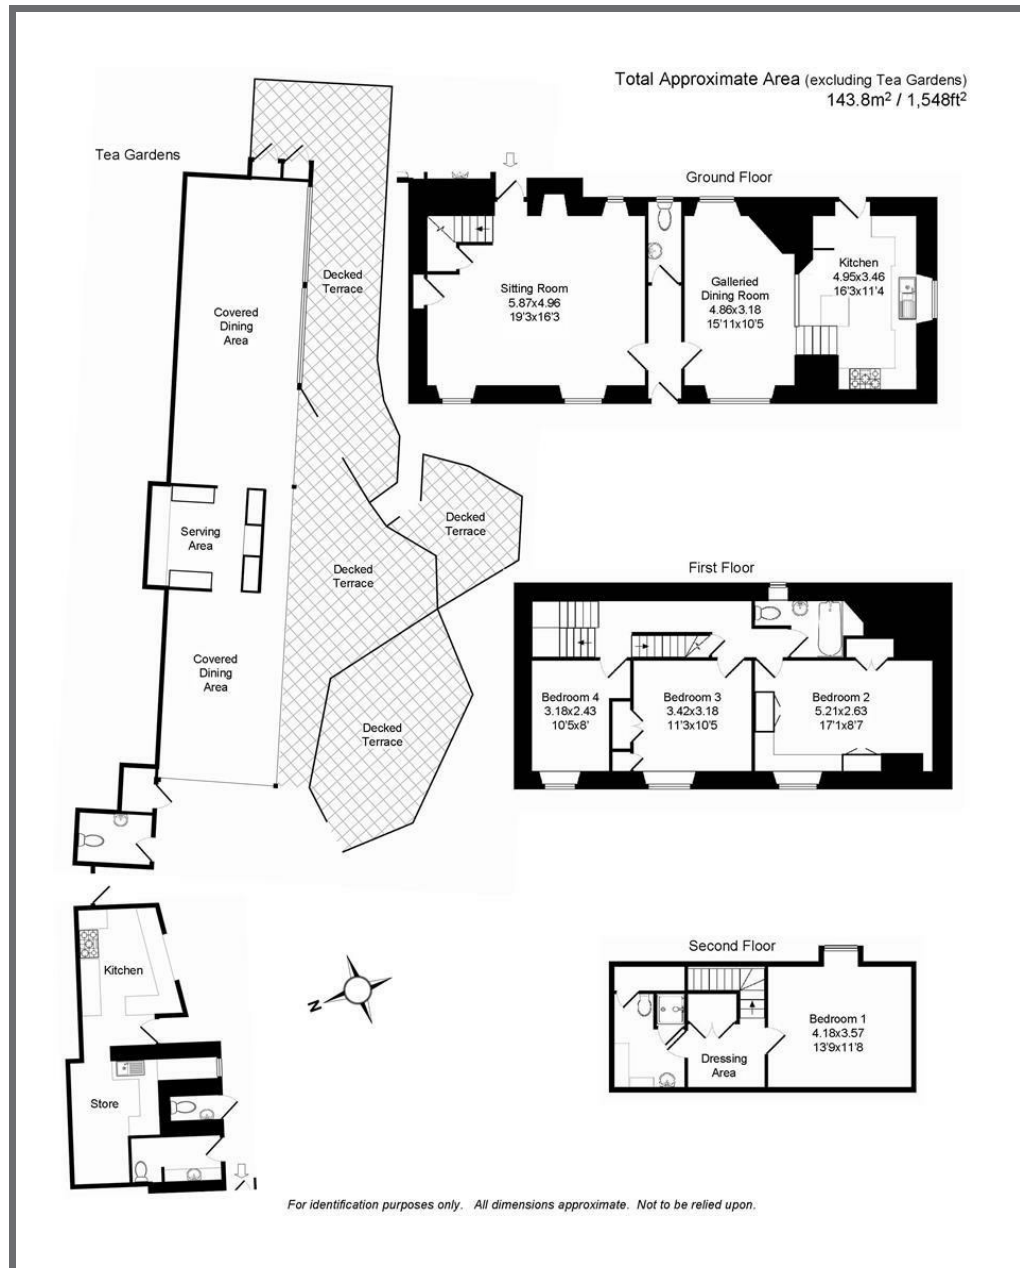 Total Approximate Area (excluding Tea Gardens)
143.8m² / 1,548ft²
Tea Gardens
Decked
Terrace
Covered
Dining
Area
Serving
Area
Decked
Terrace
Decked
Terrace
Covered
Dining
Area
Decked
Terrace
Kitchen
Store
N
Ground Floor
Sitting Room
5.87x4.96
19'3x16'3
Galleried
Dining Room
4.86x3.18
15'11x10'5
Kitchen
4.95x3.46
16'3x11'4
First Floor
Bedroom 4
3.18x2.43
10'5x8'
Bedroom 3
3.42x3.18
11'3x10'5
Bedroom 2
5.21x2.63
17'1x8'7
Second Floor
Bedroom 1
4.18x3.57
13'9x11'8
Dressing
Area
For identification purposes only. All dimensions approximate. Not to be relied upon.